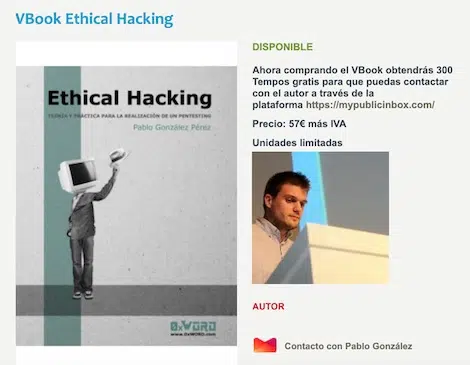 VBook Ethical Hacking
DISPONIBLE
Ahora comprando el VBook obtendrás 300
Tempos gratis para que puedas contactar
con el autor a través de la
plataforma https://mypublicinbox.com/
Precio: 57€ más IVA
Unidades limitadas
Ethical Hacking
TEORÍA Y PRÁCTICA PARA LA REALIZACIÓN DE UN PENTESTING
Pablo González Pérez
0xWORD
www.0xWORD.com
AUTOR
Contacto con Pablo González